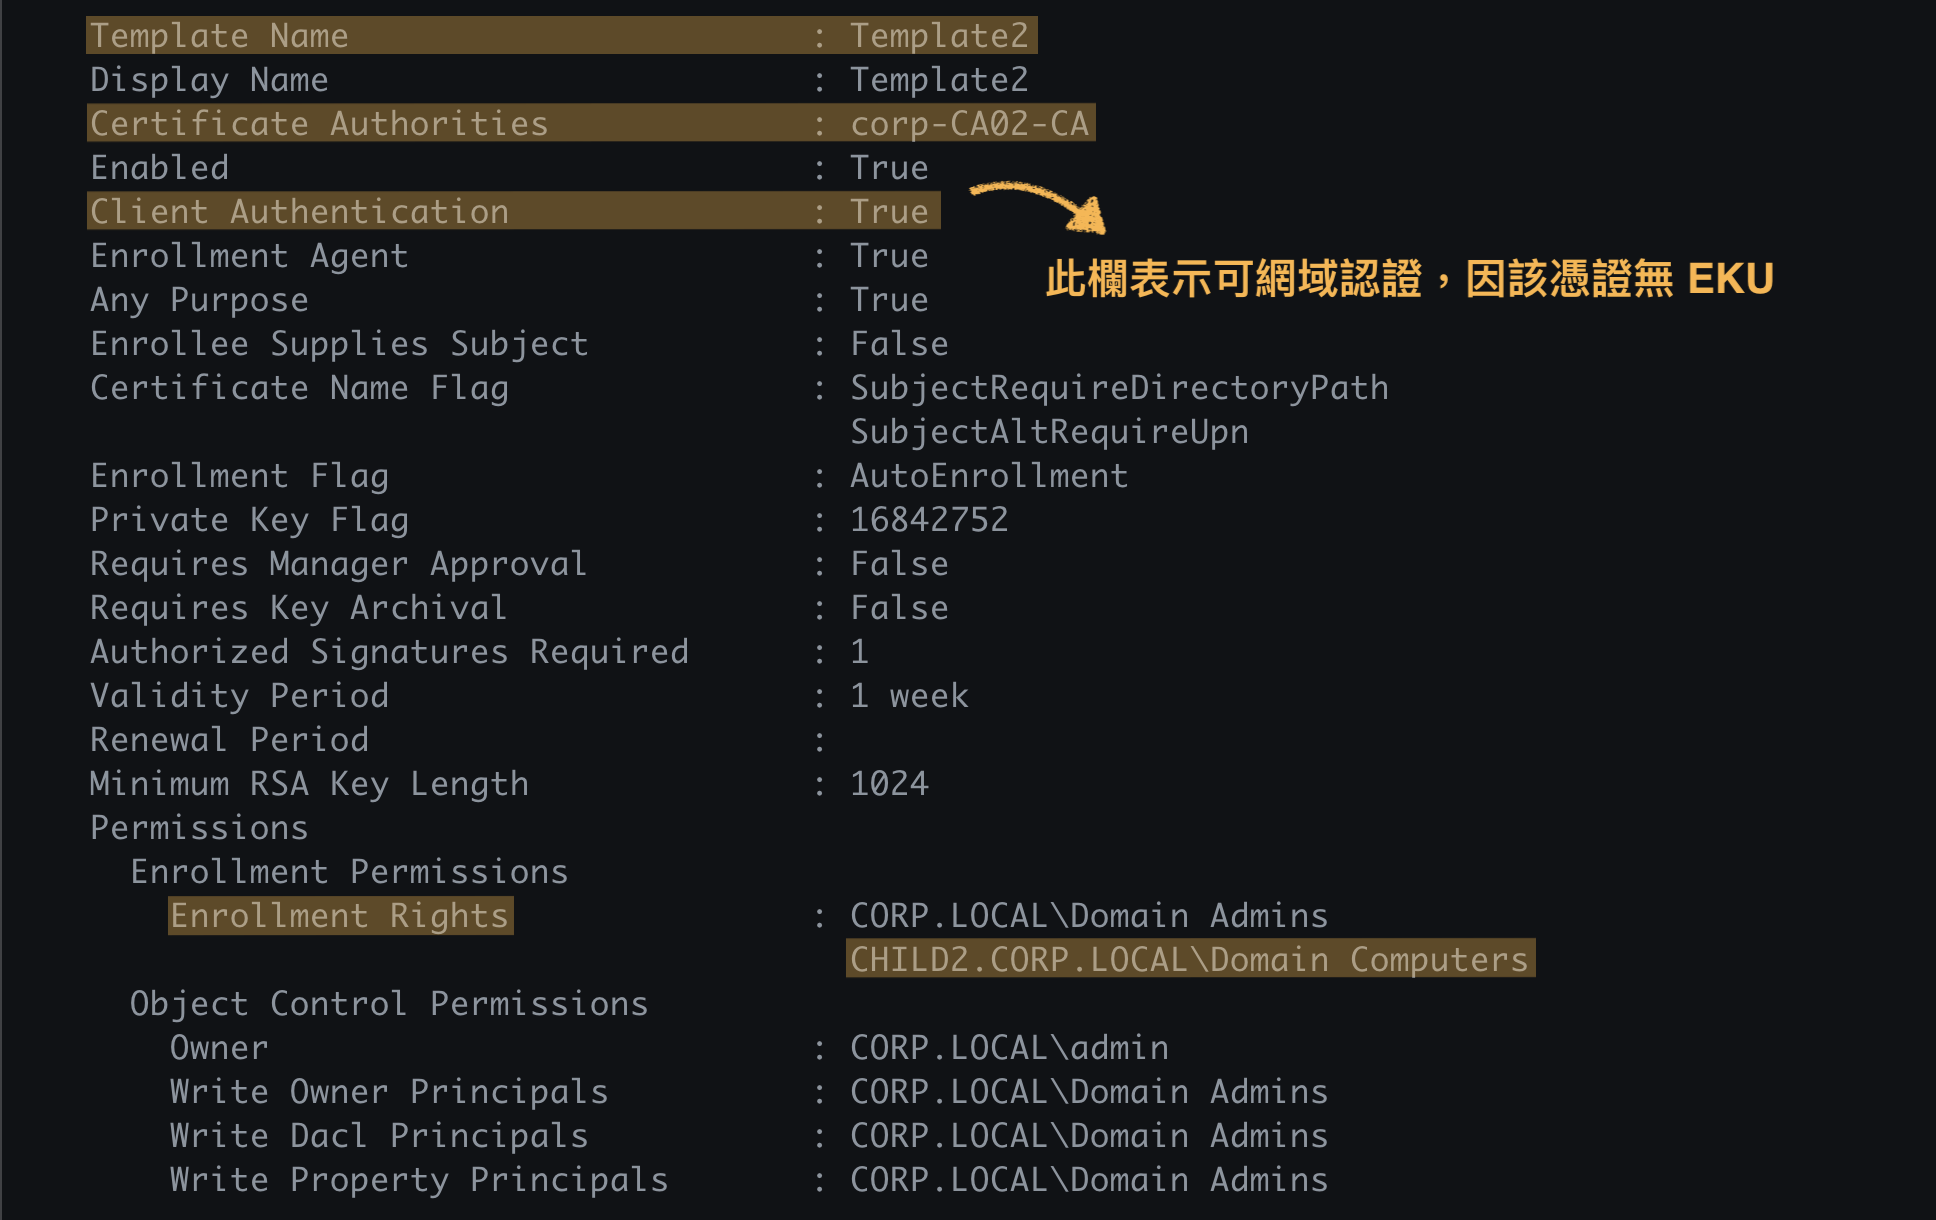 Template Name : Template2
Display Name : Template2
Certificate Authorities : corp-CA02-CA
Enabled : True
Client Authentication : True
Enrollment Agent : True
此欄表示可網域認證，因該憑證無 EKU
Any Purpose : True
Enrollee Supplies Subject : False
Certificate Name Flag : SubjectRequireDirectoryPath
SubjectAltRequireUpn
Enrollment Flag : AutoEnrollment
Private Key Flag : 16842752
Requires Manager Approval : False
Requires Key Archival : False
Authorized Signatures Required : 1
Validity Period : 1 week
Renewal Period :
Minimum RSA Key Length : 1024
Permissions
Enrollment Permissions
Enrollment Rights : CORP.LOCAL\Domain Admins
CHILD2.CORP.LOCAL\Domain Computers
Object Control Permissions
Owner : CORP.LOCAL\admin
Write Owner Principals : CORP.LOCAL\Domain Admins
Write Dacl Principals : CORP.LOCAL\Domain Admins
Write Property Principals : CORP.LOCAL\Domain Admins